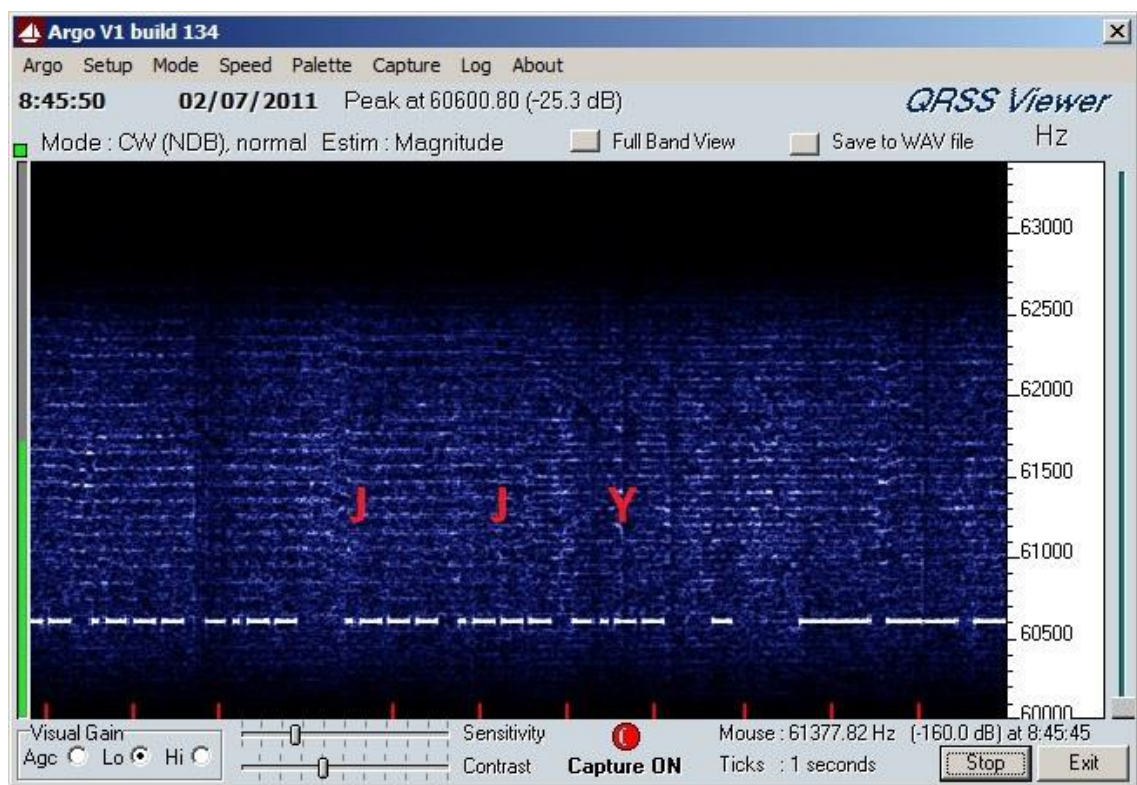 Argo V1 build 134
Argo Setup Mode Speed Palette Capture Log About
8:45:50 02/07/2011 Peak at 60600.80 (-25.3 dB) QRSS Viewer
Mode : CW (NDB), normal Estim : Magnitude Full Band View Save to WAV file Hz
63000
62500
62000
61500
J J Y
61000
60500
60000
Visual Gain Sensitivity Mouse : 61377.82 Hz (-160.0 dB) at 8:45:45
Agc Lo Hi Contrast Capture ON Ticks : 1 seconds Stop Exit